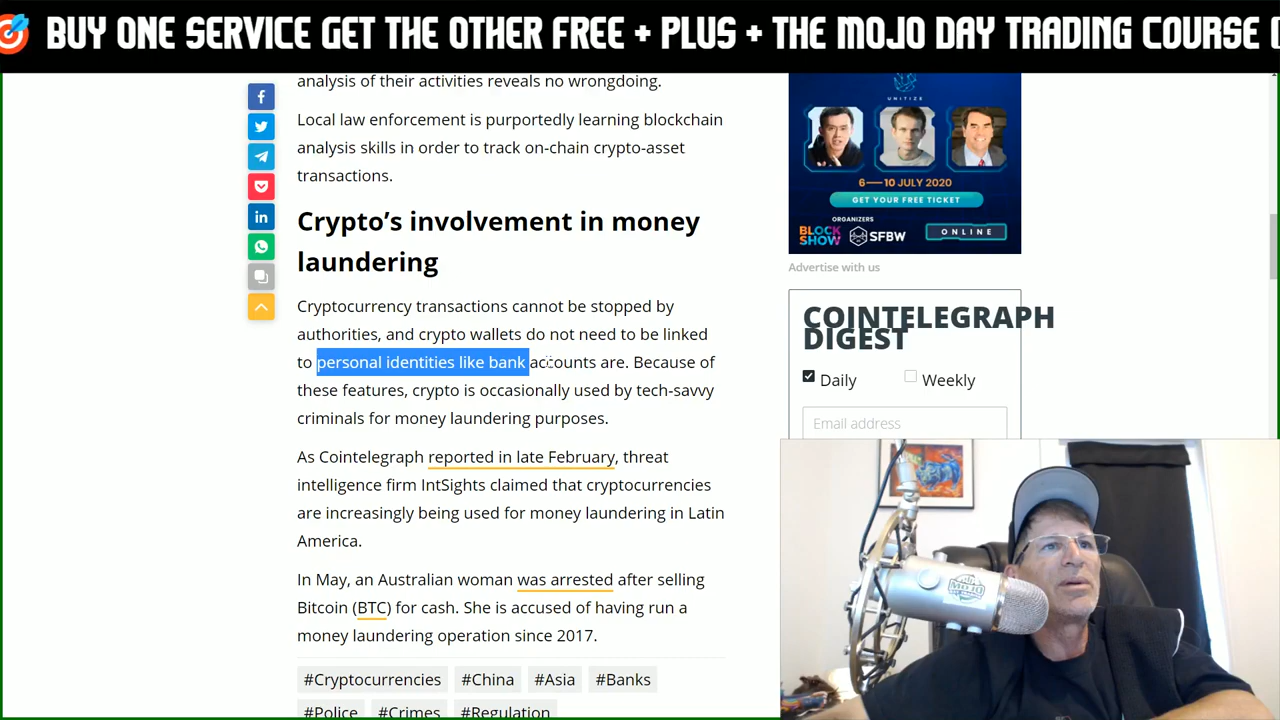 BUY ONE SERVICE GET THE OTHER FREE + PLUS + THE MOJO DAY TRADING COURSE
analysis of their activities reveals no wrongdoing.
Local law enforcement is purportedly learning blockchain
analysis skills in order to track on-chain crypto-asset
transactions.
Crypto’s involvement in money
laundering
Cryptocurrency transactions cannot be stopped by
authorities, and crypto wallets do not need to be linked
to personal identities like bank accounts are. Because of
these features, crypto is occasionally used by tech-savvy
criminals for money laundering purposes.
As Cointelegraph reported in late February, threat
intelligence firm IntSights claimed that cryptocurrencies
are increasingly being used for money laundering in Latin
America.
In May, an Australian woman was arrested after selling
Bitcoin (BTC) for cash. She is accused of having run a
money laundering operation since 2017.
#Cryptocurrencies #China #Asia #Banks
#Police #Crimes #Regulation
UNITIZE
6—10 JULY 2020
GET YOUR FREE TICKET
ORGANIZERS
BLOCK SHOW SFBW ONLINE
Advertise with us
COINTELEGRAPH
DIGEST
Daily Weekly
Email address
MOJO